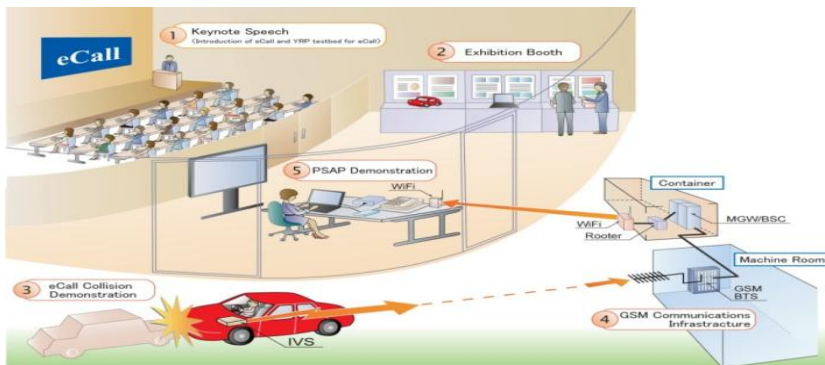 eCall
1 Keynote Speech
(Introduction of eCall and YRP testbed for eCall)
2 Exhibition Booth
5 PSAP Demonstration
WiFi
Container
MGW/BSC
WiFi
Rooter
Machine Room
GSM
BTS
3 eCall Collision
Demonstration
IVS
4 GSM Communications
Infrastracture